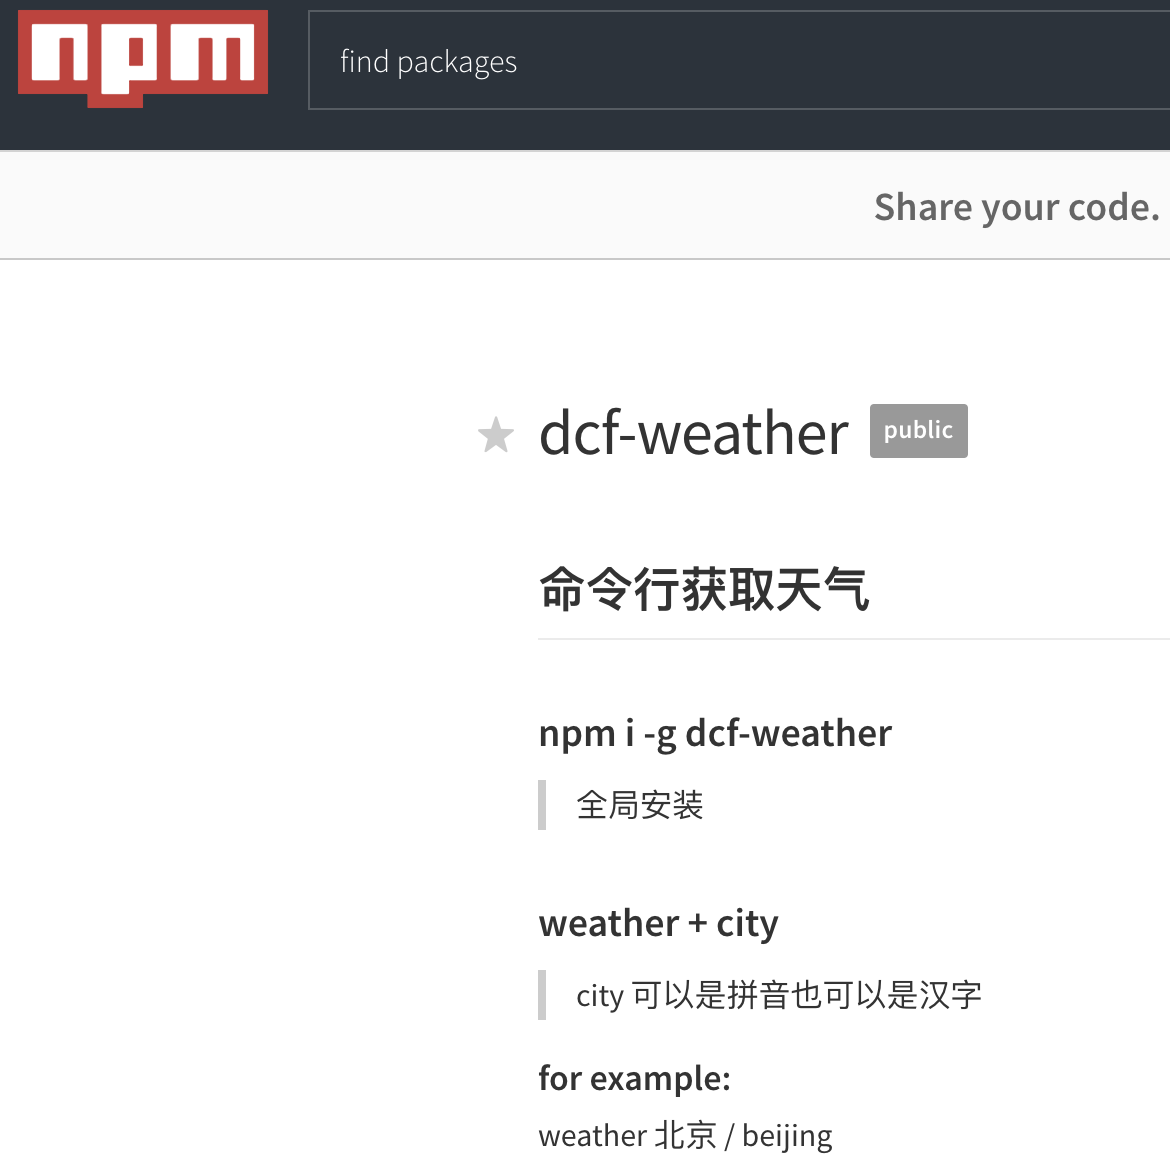 npm
find packages
Share your code.
dcf-weather public
命令行获取天气
npm i -g dcf-weather
全局安装
weather + city
city 可以是拼音也可以是汉字
for example:
weather 北京 / beijing